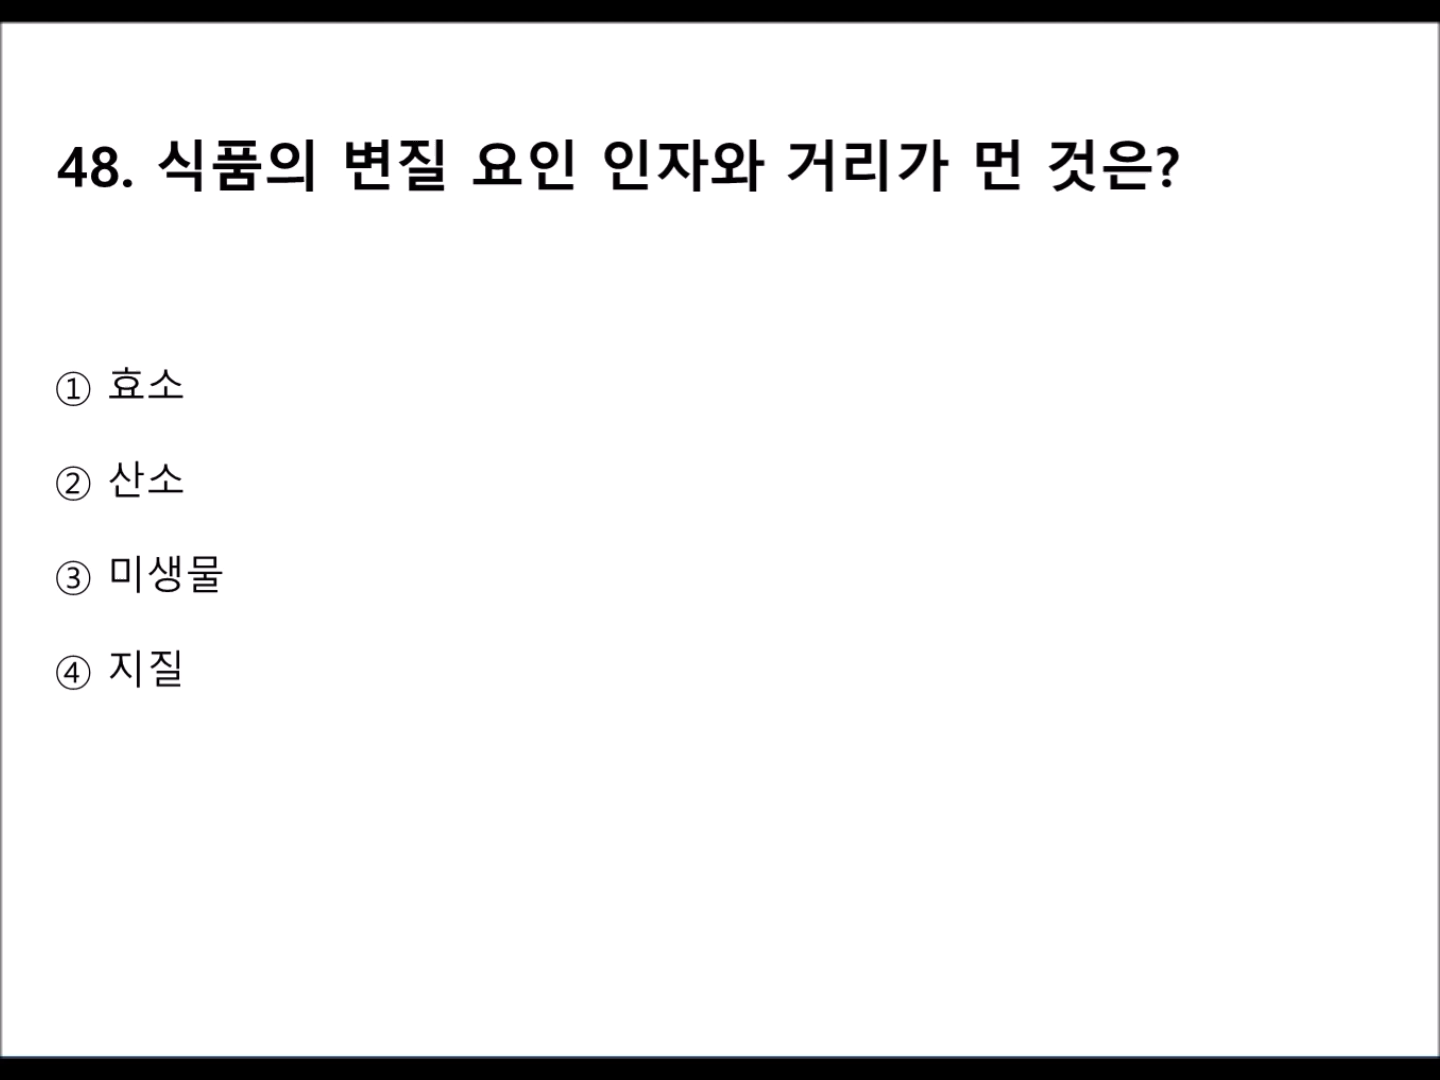 48. 식품의 변질 요인 인자와 거리가 먼 것은?
① 효소
② 산소
③ 미생물
④ 지질